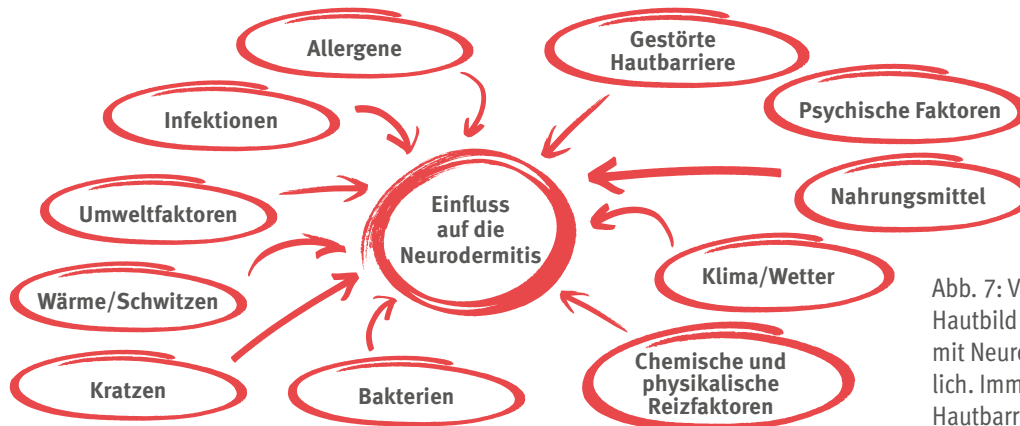 Allergene
Gestörte
Hautbarriere
Infektionen
Psychische Faktoren
Umweltfaktoren
Einfluss
auf die
Neurodermitis
Nahrungsmittel
Wärme/Schwitzen
Klima/Wetter
Kratzen
Bakterien
Chemische und
physikalische
Reizfaktoren
Abb. 7: V
Hautbild
mit Neuro
lich. Imm
Hautbarr